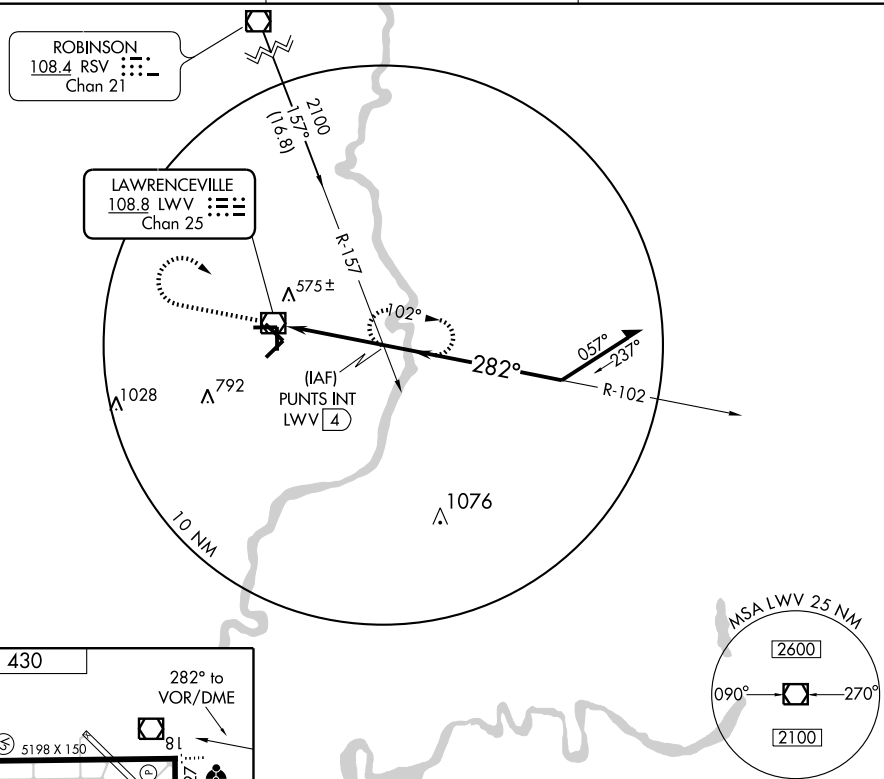 ROBINSON
108.4 RSV
Chan 21
2100
157°
(16.8)
LAWRENCEVILLE
108.8 LWV
Chan 25
R-157
575 ±
102°
057°
237°
282°
(IAF)
PUNTS INT
LWV 4
R-102
1028
792
1076
10 NM
MSA LWV 25 NM
2600
090°
270°
2100
430
282° to
VOR/DME
5198 X 150
18
27
P